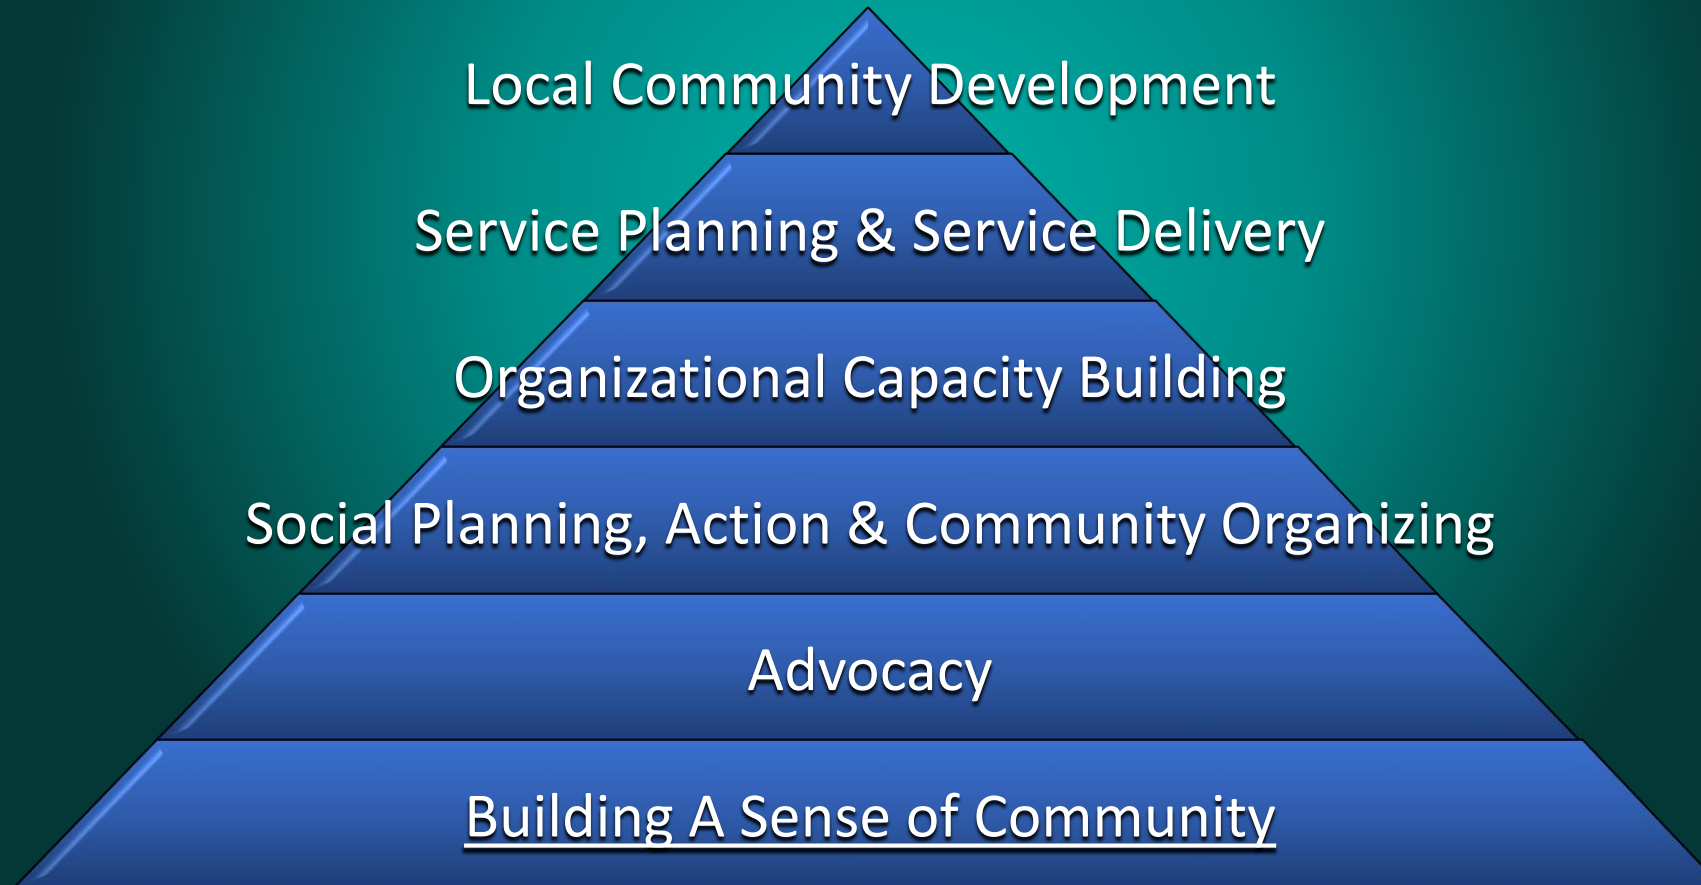 Local Community Development
Service Planning & Service Delivery
Organizational Capacity Building
Social Planning, Action & Community Organizing
Advocacy
Building A Sense of Community